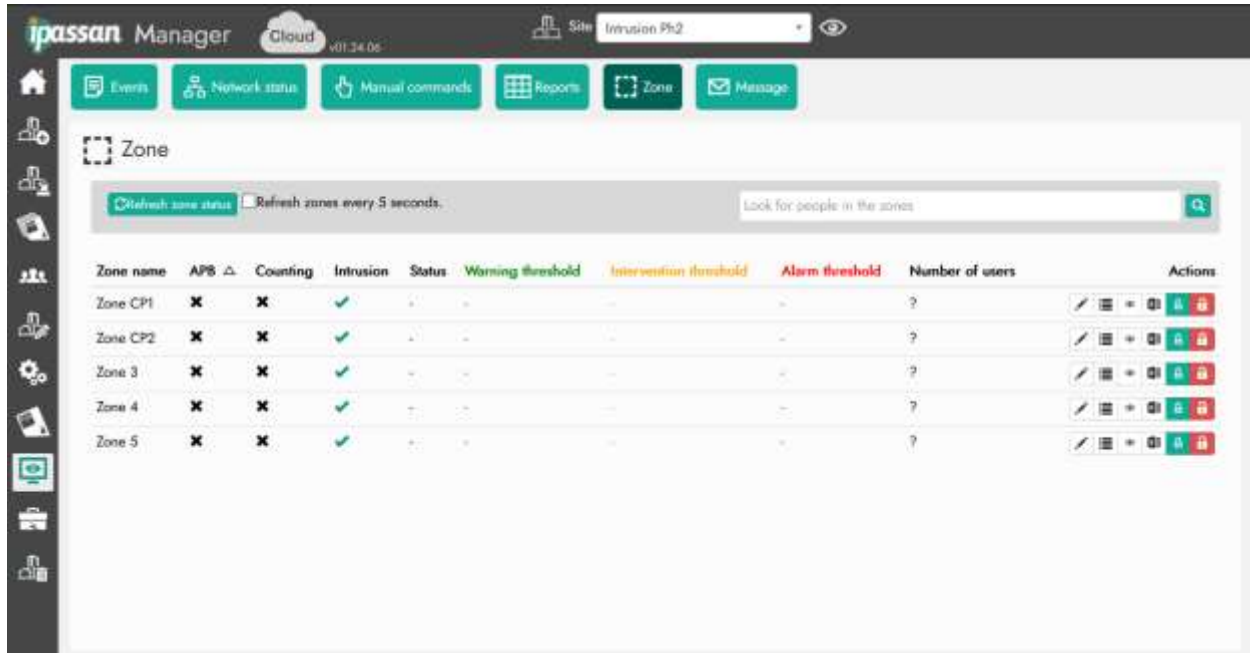 ipassan Manager Cloud v01.34.06 Site Intrusion Ph2
Events Network status Manual commands Reports Zone Message
Zone
Refresh zone status Refresh zones every 5 seconds. Look for people in the zones
Zone name APB Counting Intrusion Status Warning threshold Intervention threshold Alarm threshold Number of users Actions
Zone CP1 - - - - ?
Zone CP2 - - - - ?
Zone 3 - - - - ?
Zone 4 - - - - ?
Zone 5 - - - - ?